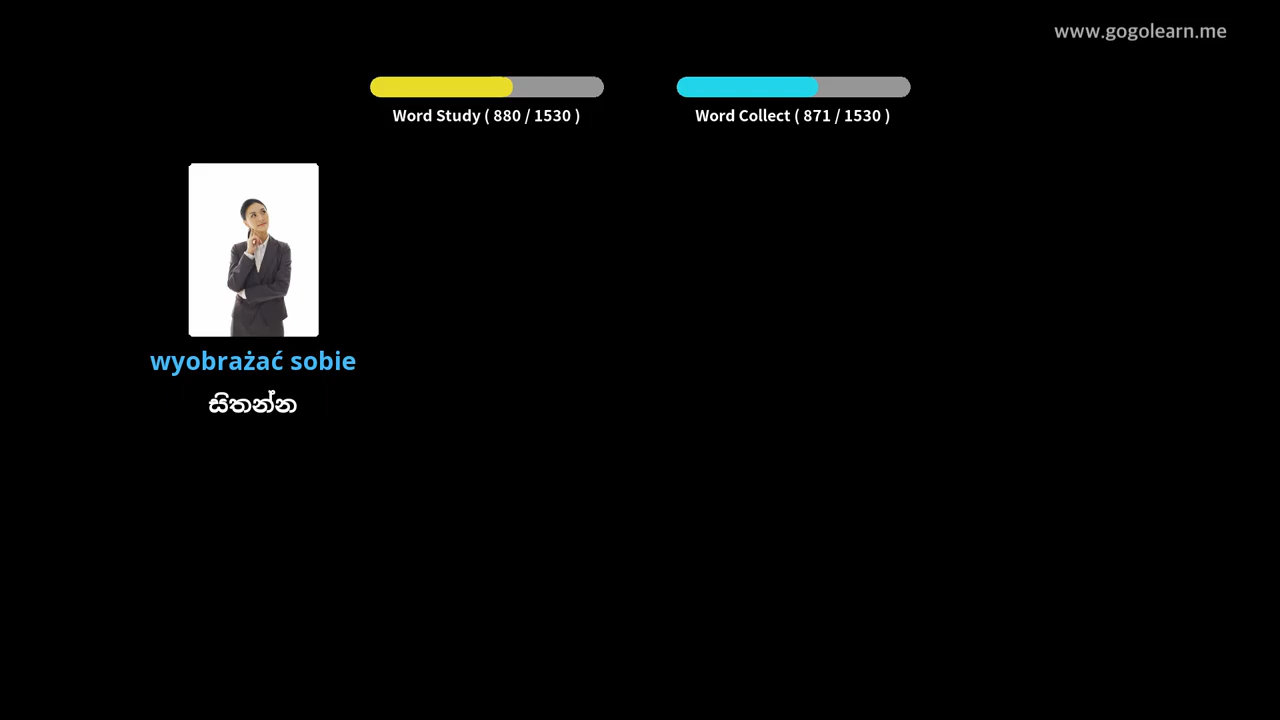 www.gogolearn.me
Word Study ( 880 / 1530 )
Word Collect ( 871 / 1530 )
wyobrażać sobie
සිතන්න